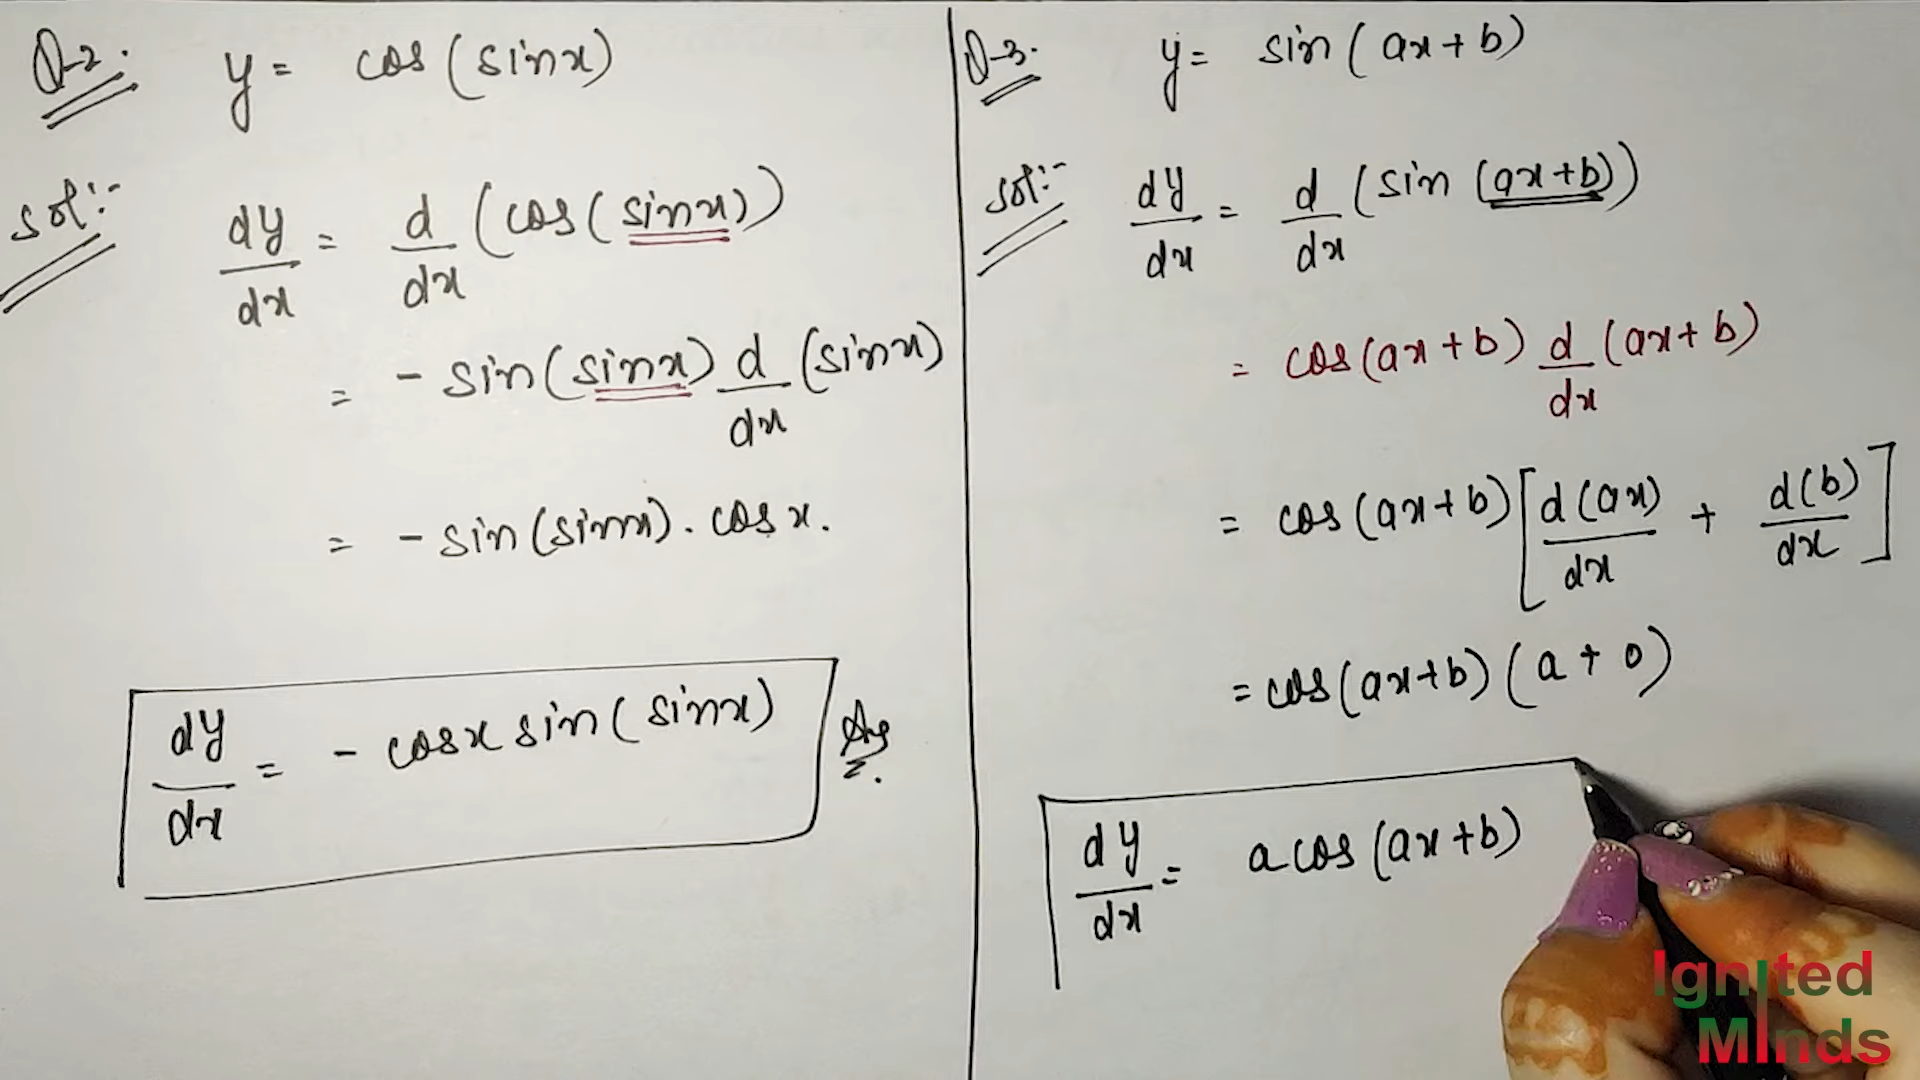 Q-2. y = cos(sinx)
Sol:- dy/dx = d/dx (cos(sinx))
= - sin(sinx) d/dx (sinx)
= - sin(sinx) . cosx.
dy/dx = - cosx sin(sinx) Ans.
Q-3. y = sin(ax+b)
Sol:- dy/dx = d/dx (sin(ax+b))
= cos(ax+b) d/dx (ax+b)
= cos(ax+b) [d(ax)/dx + d(b)/dx]
= cos(ax+b) (a+0)
dy/dx = a cos(ax+b)
Ignited
Minds